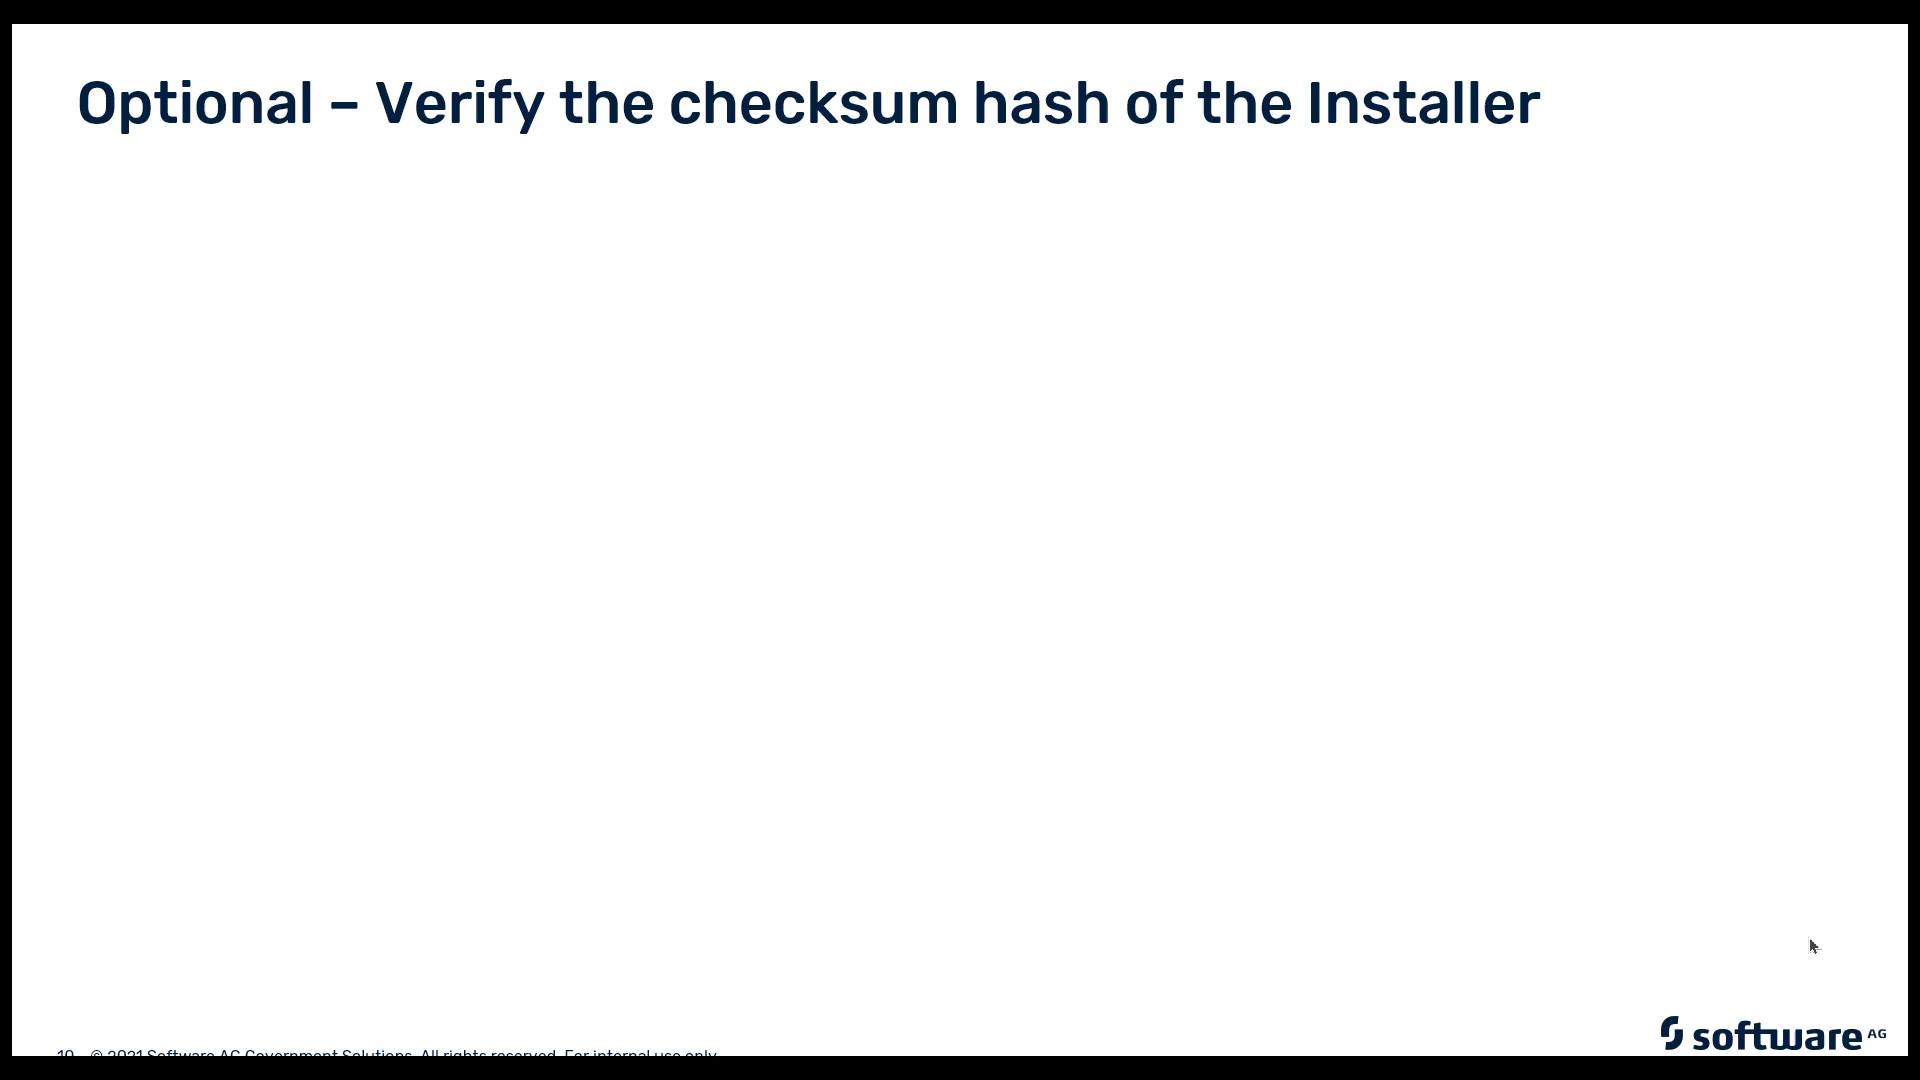 Optional – Verify the checksum hash of the Installer
software AG
10 © 2021 Software AG Government Solutions. All rights reserved. For internal use only.